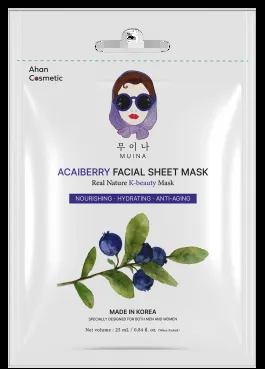 Ahan
Cosmetic
무이나
MUINA
ACAIBERRY FACIAL SHEET MASK
Real Nature K-beauty Mask
NOURISHING · HYDRATING · ANTI-AGING
MADE IN KOREA
SPECIALLY DESIGNED FOR BOTH MEN AND WOMEN
Net volume : 25 mL / 0.84 fl. oz.